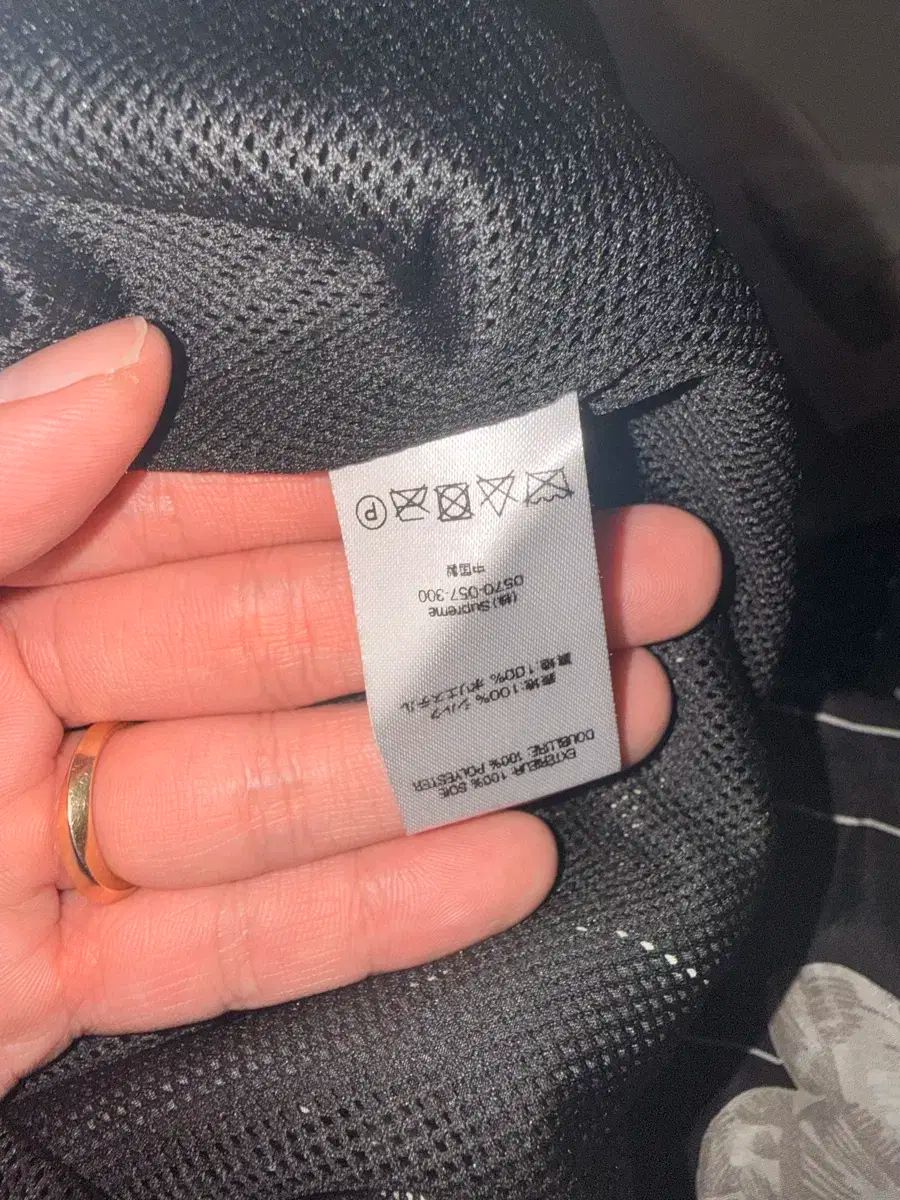 EXTERIEUR: 100% SOIE
DOUBLURE: 100% POLYESTER
表地: 100% シルク
裏地: 100% ポリエステル
(株) Supreme
0570-057-300
中国製
P